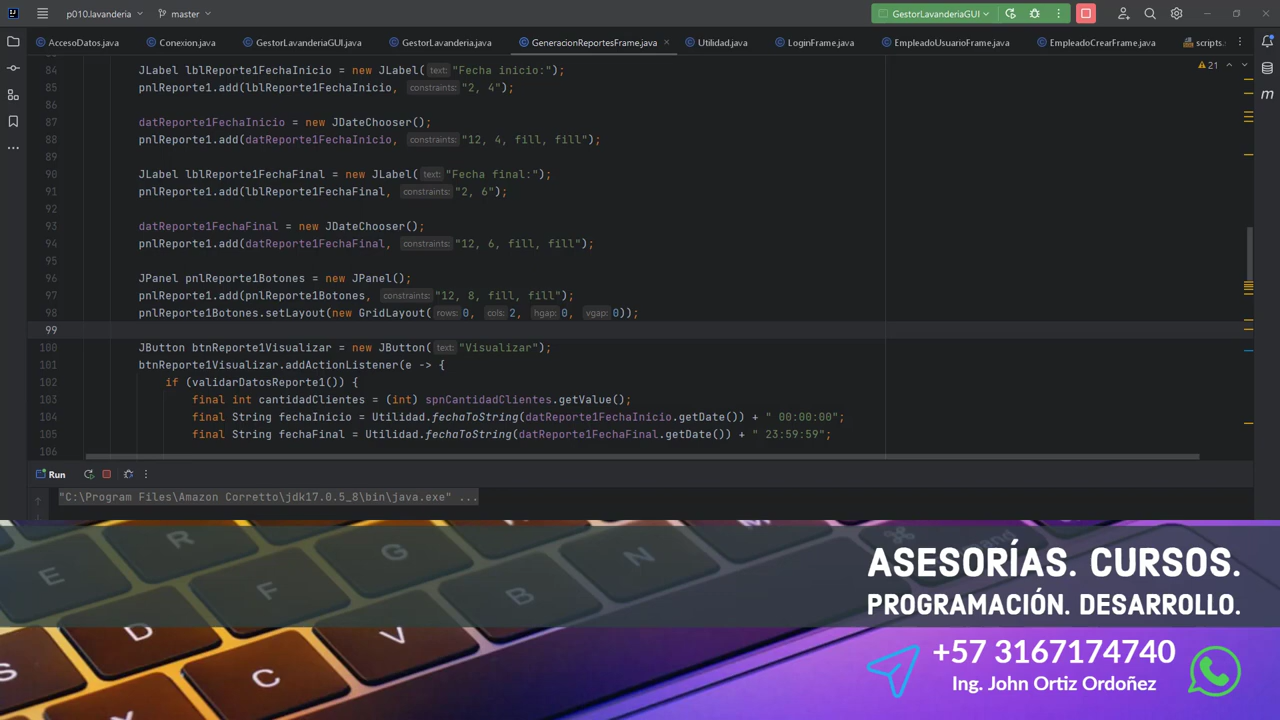 p010.lavanderia
master
GestorLavanderiaGUI
AccesoDatos.java
Conexion.java
GestorLavanderiaGUI.java
GestorLavanderia.java
GeneracionReportesFrame.java
Utilidad.java
LoginFrame.java
EmpleadoUsuarioFrame.java
EmpleadoCrearFrame.java
scripts.
21
84 JLabel lblReporte1FechaInicio = new JLabel( text: "Fecha inicio:");
85 pnlReporte1.add(lblReporte1FechaInicio, constraints: "2, 4");
86
87 datReporte1FechaInicio = new JDateChooser();
88 pnlReporte1.add(datReporte1FechaInicio, constraints: "12, 4, fill, fill");
89
90 JLabel lblReporte1FechaFinal = new JLabel( text: "Fecha final:");
91 pnlReporte1.add(lblReporte1FechaFinal, constraints: "2, 6");
92
93 datReporte1FechaFinal = new JDateChooser();
94 pnlReporte1.add(datReporte1FechaFinal, constraints: "12, 6, fill, fill");
95
96 JPanel pnlReporte1Botones = new JPanel();
97 pnlReporte1.add(pnlReporte1Botones, constraints: "12, 8, fill, fill");
98 pnlReporte1Botones.setLayout(new GridLayout( rows: 0, cols: 2, hgap: 0, vgap: 0));
99
100 JButton btnReporte1Visualizar = new JButton( text: "Visualizar");
101 btnReporte1Visualizar.addActionListener(e -> {
102 if (validarDatosReporte1()) {
103 final int cantidadClientes = (int) spnCantidadClientes.getValue();
104 final String fechaInicio = Utilidad.fechaToString(datReporte1FechaInicio.getDate()) + " 00:00:00";
105 final String fechaFinal = Utilidad.fechaToString(datReporte1FechaFinal.getDate()) + " 23:59:59";
106
Run
"C:\Program Files\Amazon Corretto\jdk17.0.5_8\bin\java.exe" ...
E
R
F
G
B
N
D
C
V
S
ASESORÍAS. CURSOS.
PROGRAMACIÓN. DESARROLLO.
+57 3167174740
Ing. John Ortiz Ordoñez